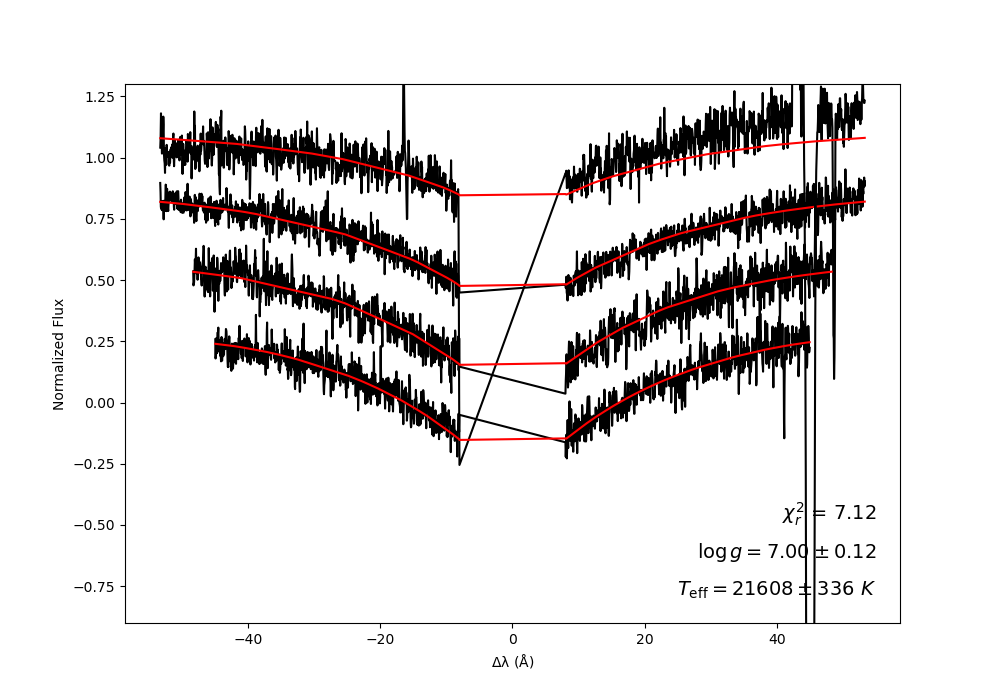 1.25
1.00
0.75
0.50
0.25
0.00
−0.25
−0.50
−0.75
Normalized Flux
χ²ᵣ = 7.12
log g = 7.00 ± 0.12
T_eff = 21608 ± 336 K
−40 −20 0 20 40
Δλ (Å)